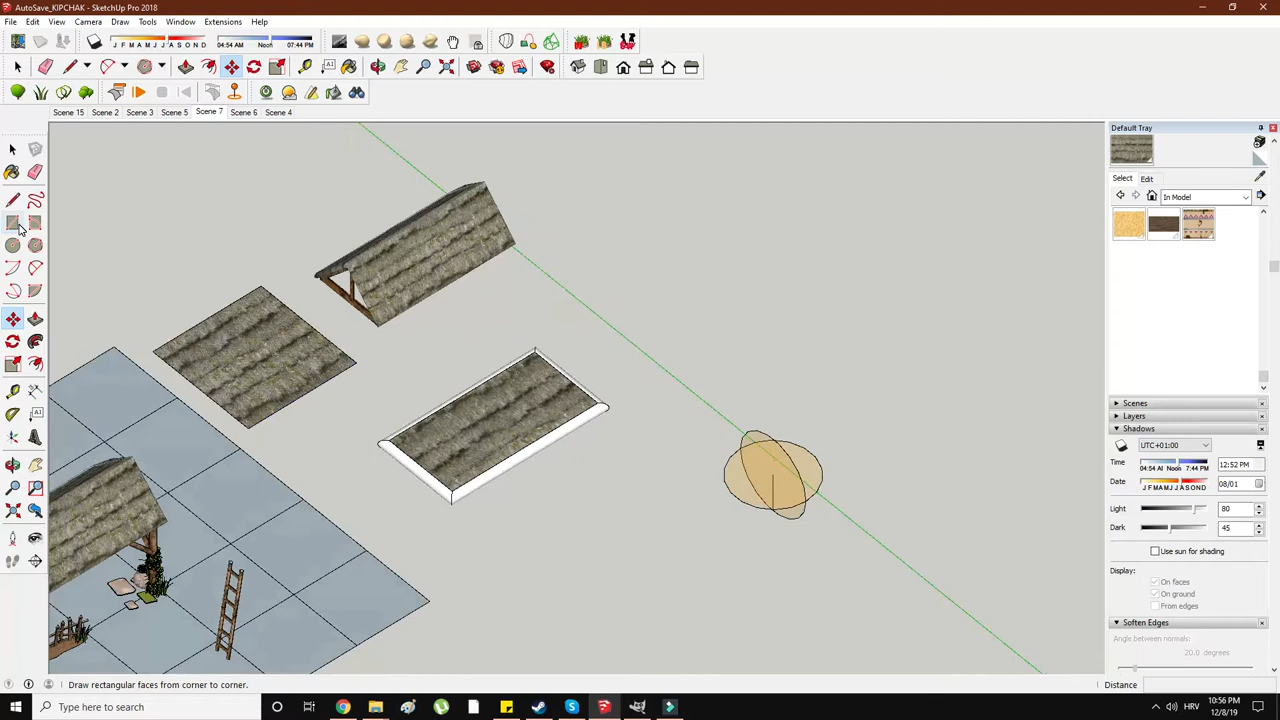 AutoSave_KIPCHAK - SketchUp Pro 2018
File Edit View Camera Draw Tools Window Extensions Help
J F M A M J J A S O N D 04:54 AM Noon 07:44 PM
Scene 15 Scene 2 Scene 3 Scene 5 Scene 7 Scene 6 Scene 4
Default Tray
Select Edit
In Model
Scenes
Layers
Shadows
UTC+01:00
Time 04:54 AM Noon 7:44 PM 12:52 PM
Date J F M A M J J A S O N D 08/01
Light 80
Dark 45
Use sun for shading
Display:
On faces
On ground
From edges
Soften Edges
Angle between normals:
20.0 degrees
Draw rectangular faces from corner to corner.
Distance
Type here to search
HRV
10:56 PM
12/8/19